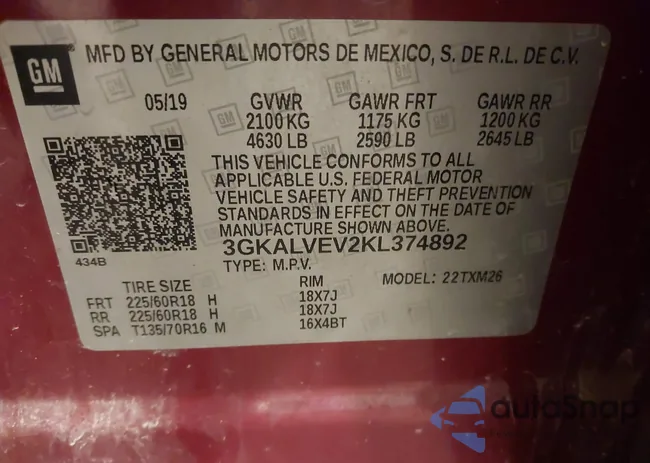 GM
MFD BY GENERAL MOTORS DE MEXICO, S. DE R.L. DE C.V.
05/19 GVWR GAWR FRT GAWR RR
2100 KG 1175 KG 1200 KG
4630 LB 2590 LB 2645 LB
THIS VEHICLE CONFORMS TO ALL
APPLICABLE U.S. FEDERAL MOTOR
VEHICLE SAFETY AND THEFT PREVENTION
STANDARDS IN EFFECT ON THE DATE OF
MANUFACTURE SHOWN ABOVE.
3GKALVEV2KL374892
434B
TYPE: M.P.V. MODEL: 22TXM26
TIRE SIZE RIM
FRT 225/60R18 H 18X7J
RR 225/60R18 H 18X7J
SPA T135/70R16 M 16X4BT
autoSnap